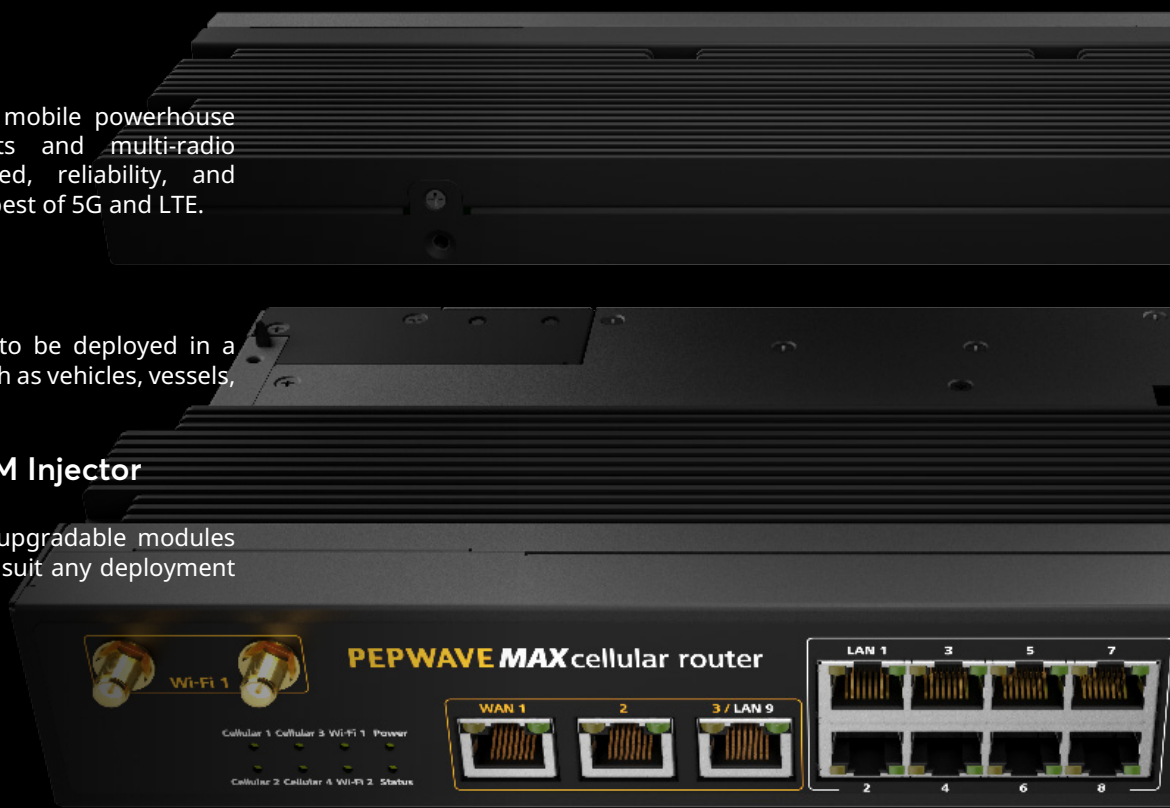 mobile powerhouse
ts and multi-radio
ed, reliability, and
best of 5G and LTE.
to be deployed in a
h as vehicles, vessels,
M Injector
upgradable modules
suit any deployment
PEPWAVE MAX cellular router
Wi-Fi 1
LAN 1 3 5 7
WAN 1 2 3 / LAN 9
Cellular 1 Cellular 3 Wi-Fi 1 Power
Cellular 2 Cellular 4 Wi-Fi 2 Status
2 4 6 8